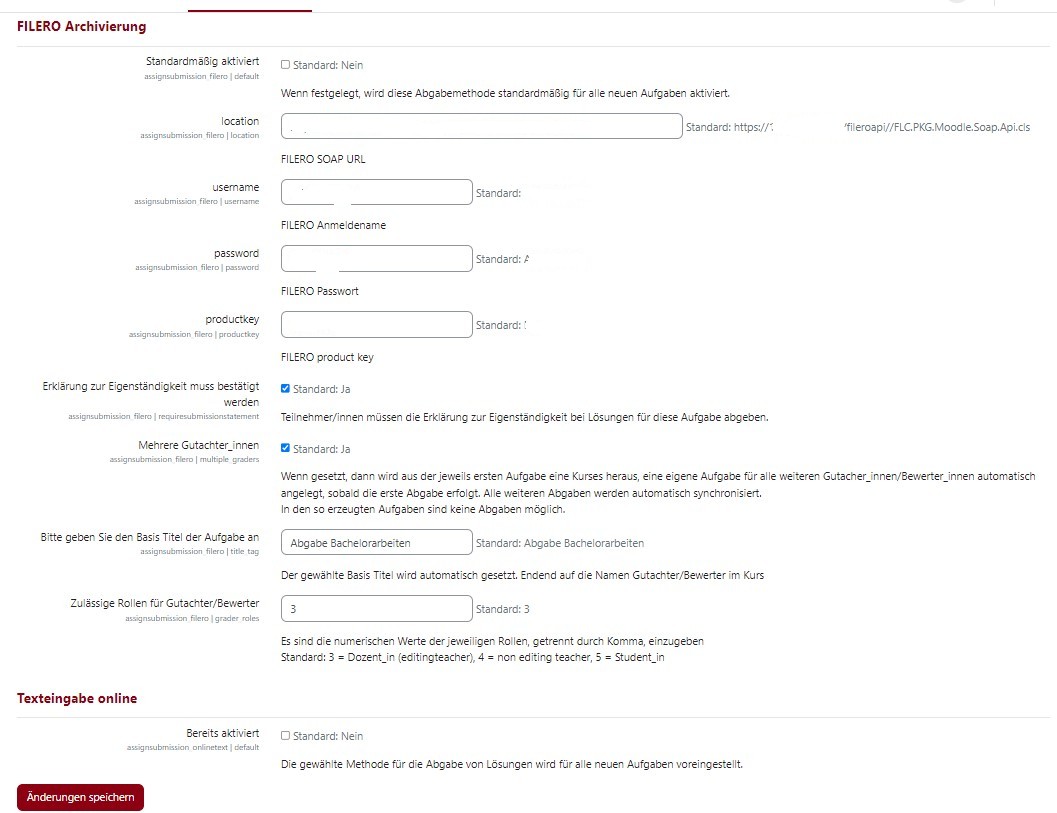 FILERO Archivierung
Standardmäßig aktiviert
assignsubmission_filero | default
Standard: Nein
Wenn festgelegt, wird diese Abgabemethode standardmäßig für alle neuen Aufgaben aktiviert.
location
assignsubmission_filero | location
Standard: https:// fileroapi//FLC.PKG.Moodle.Soap.Api.cls
FILERO SOAP URL
username
assignsubmission_filero | username
Standard:
FILERO Anmeldename
password
assignsubmission_filero | password
Standard:
FILERO Passwort
productkey
assignsubmission_filero | productkey
Standard:
FILERO product key
Erklärung zur Eigenständigkeit muss bestätigt
werden
assignsubmission_filero | requiresubmissionstatement
Standard: Ja
Teilnehmer/innen müssen die Erklärung zur Eigenständigkeit bei Lösungen für diese Aufgabe abgeben.
Mehrere Gutachter_innen
assignsubmission_filero | multiple_graders
Standard: Ja
Wenn gesetzt, dann wird aus der jeweils ersten Aufgabe eine Kurses heraus, eine eigene Aufgabe für alle weiteren Gutacher_innen/Bewerter_innen automatisch
angelegt, sobald die erste Abgabe erfolgt. Alle weiteren Abgaben werden automatisch synchronisiert.
In den so erzeugten Aufgaben sind keine Abgaben möglich.
Bitte geben Sie den Basis Titel der Aufgabe an
assignsubmission_filero | title_tag
Abgabe Bachelorarbeiten
Standard: Abgabe Bachelorarbeiten
Der gewählte Basis Titel wird automatisch gesetzt. Endend auf die Namen Gutachter/Bewerter im Kurs
Zulässige Rollen für Gutachter/Bewerter
assignsubmission_filero | grader_roles
3
Standard: 3
Es sind die numerischen Werte der jeweiligen Rollen, getrennt durch Komma, einzugeben
Standard: 3 = Dozent_in (editingteacher), 4 = non editing teacher, 5 = Student_in
Texteingabe online
Bereits aktiviert
assignsubmission_onlinetext | default
Standard: Nein
Die gewählte Methode für die Abgabe von Lösungen wird für alle neuen Aufgaben voreingestellt.
Änderungen speichern